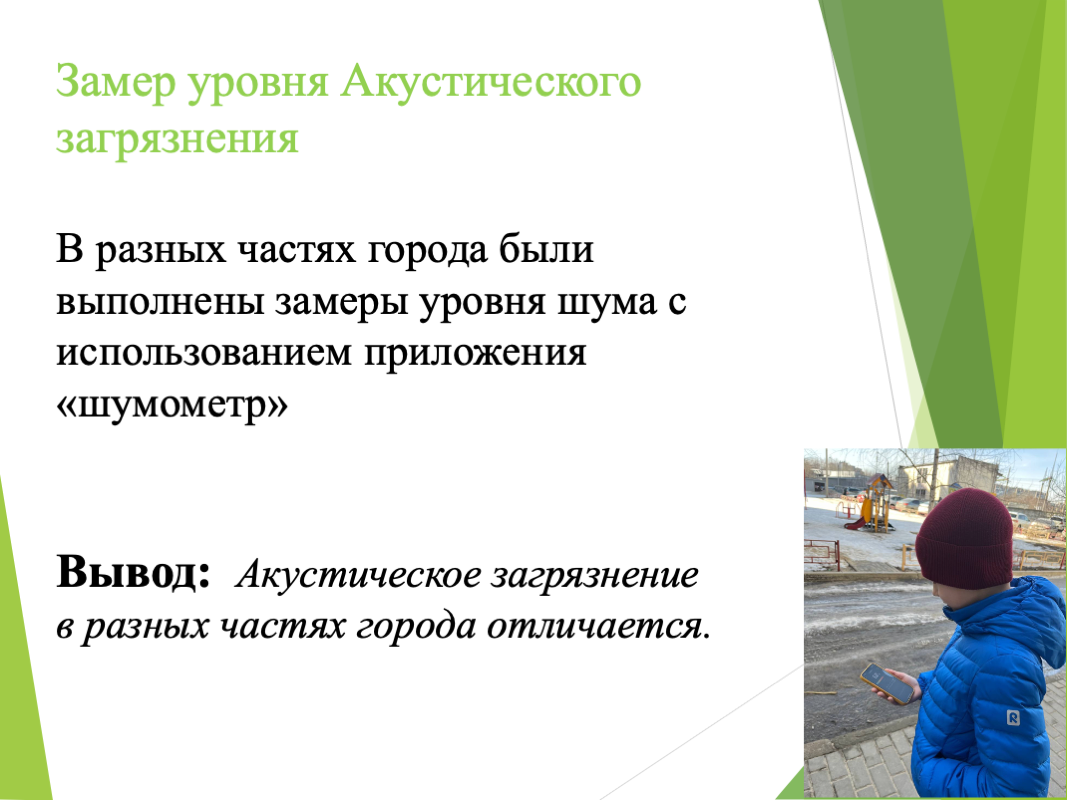 Замер уровня Акустического
загрязнения
В разных частях города были
выполнены замеры уровня шума с
использованием приложения
«шумометр»
Вывод: Акустическое загрязнение
в разных частях города отличается.
R